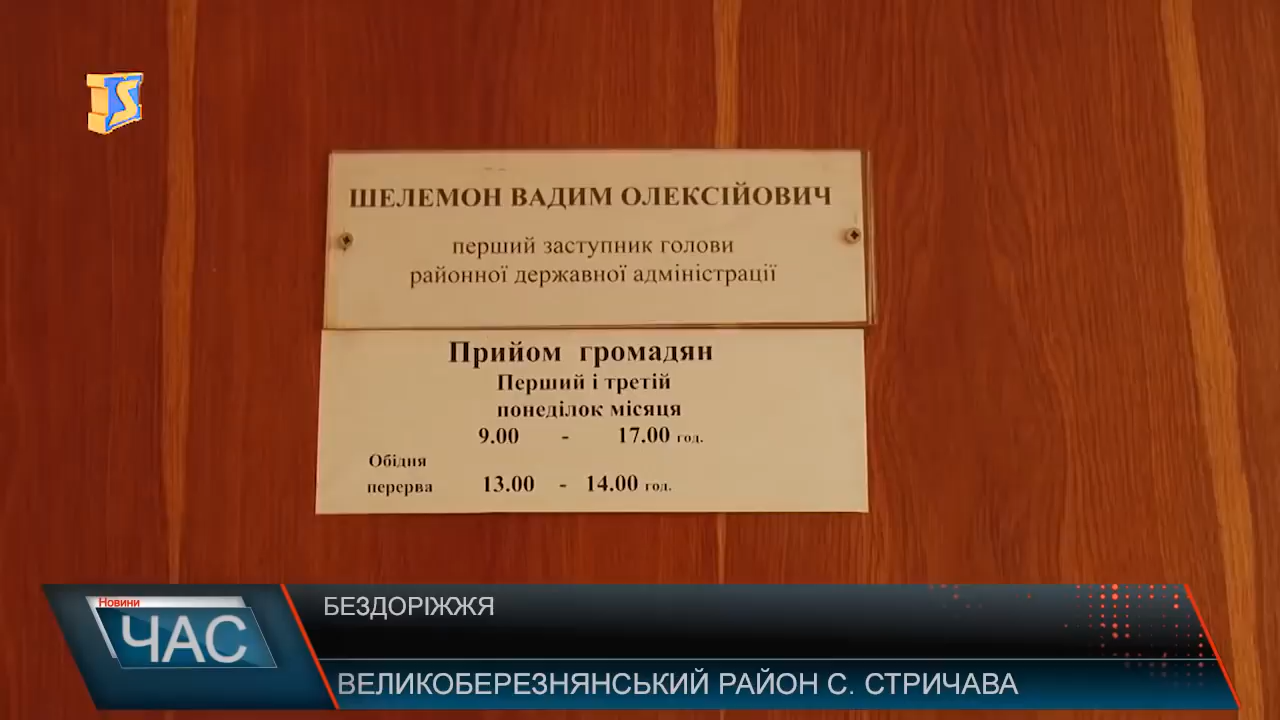 ШЕЛЕМОН ВАДИМ ОЛЕКСІЙОВИЧ
перший заступник голови
районної державної адміністрації
Прийом громадян
Перший і третій
понеділок місяця
9.00 - 17.00 год.
Обідня
перерва 13.00 - 14.00 год.
Новини
ЧАС
БЕЗДОРІЖЖЯ
ВЕЛИКОБЕРЕЗНЯНСЬКИЙ РАЙОН С. СТРИЧАВА